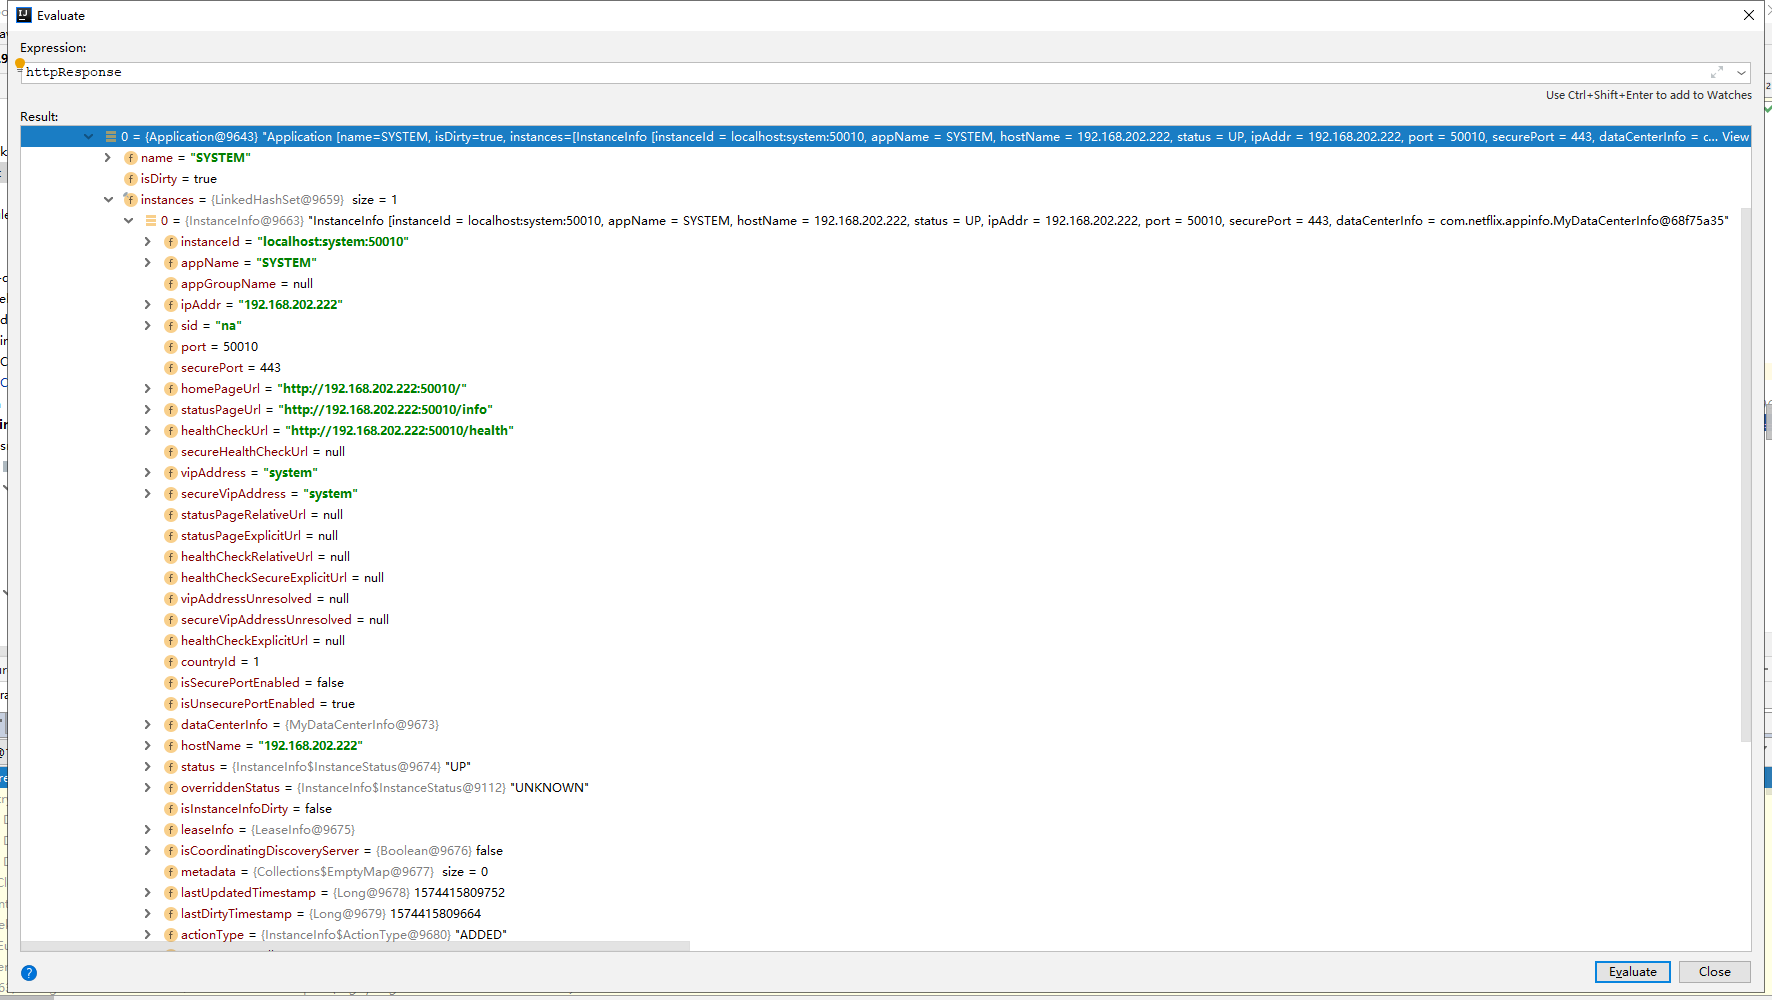 Evaluate
Expression:
httpResponse
Use Ctrl+Shift+Enter to add to Watches
Result:
0 = {Application@9643} "Application [name=SYSTEM, isDirty=true, instances=[InstanceInfo [instanceId = localhost:system:50010, appName = SYSTEM, hostName = 192.168.202.222, status = UP, ipAddr = 192.168.202.222, port = 50010, securePort = 443, dataCenterInfo = c... View
name = "SYSTEM"
isDirty = true
instances = {LinkedHashSet@9659} size = 1
0 = {InstanceInfo@9663} "InstanceInfo [instanceId = localhost:system:50010, appName = SYSTEM, hostName = 192.168.202.222, status = UP, ipAddr = 192.168.202.222, port = 50010, securePort = 443, dataCenterInfo = com.netflix.appinfo.MyDataCenterInfo@68f75a35"
instanceId = "localhost:system:50010"
appName = "SYSTEM"
appGroupName = null
ipAddr = "192.168.202.222"
sid = "na"
port = 50010
securePort = 443
homePageUrl = "http://192.168.202.222:50010/"
statusPageUrl = "http://192.168.202.222:50010/info"
healthCheckUrl = "http://192.168.202.222:50010/health"
secureHealthCheckUrl = null
vipAddress = "system"
secureVipAddress = "system"
statusPageRelativeUrl = null
statusPageExplicitUrl = null
healthCheckRelativeUrl = null
healthCheckSecureExplicitUrl = null
vipAddressUnresolved = null
secureVipAddressUnresolved = null
healthCheckExplicitUrl = null
countryId = 1
isSecurePortEnabled = false
isUnsecurePortEnabled = true
dataCenterInfo = {MyDataCenterInfo@9673}
hostName = "192.168.202.222"
status = {InstanceInfo$InstanceStatus@9674} "UP"
overriddenStatus = {InstanceInfo$InstanceStatus@9112} "UNKNOWN"
isInstanceInfoDirty = false
leaseInfo = {LeaseInfo@9675}
isCoordinatingDiscoveryServer = {Boolean@9676} false
metadata = {Collections$EmptyMap@9677} size = 0
lastUpdatedTimestamp = {Long@9678} 1574415809752
lastDirtyTimestamp = {Long@9679} 1574415809664
actionType = {InstanceInfo$ActionType@9680} "ADDED"
Evaluate
Close